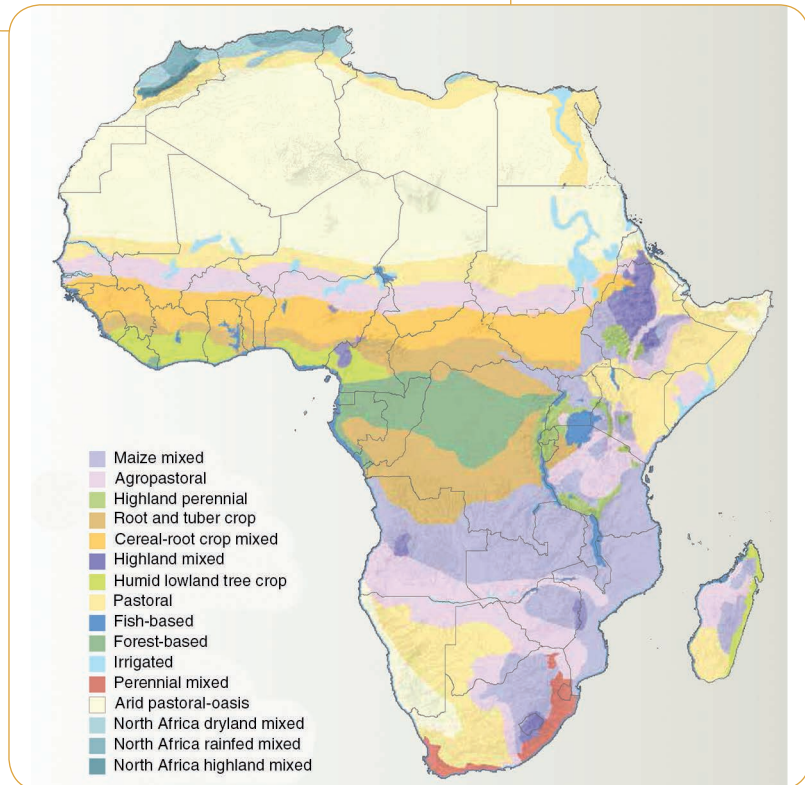 Maize mixed
Agropastoral
Highland perennial
Root and tuber crop
Cereal-root crop mixed
Highland mixed
Humid lowland tree crop
Pastoral
Fish-based
Forest-based
Irrigated
Perennial mixed
Arid pastoral-oasis
North Africa dryland mixed
North Africa rainfed mixed
North Africa highland mixed